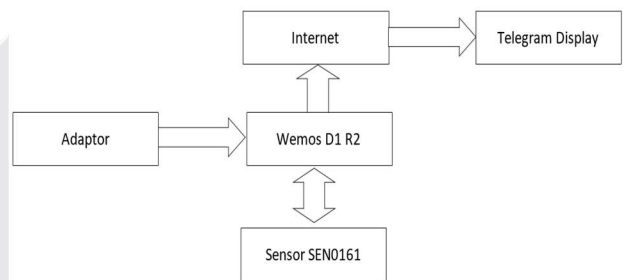 Internet
Telegram Display
Adaptor
Wemos D1 R2
Sensor SEN0161